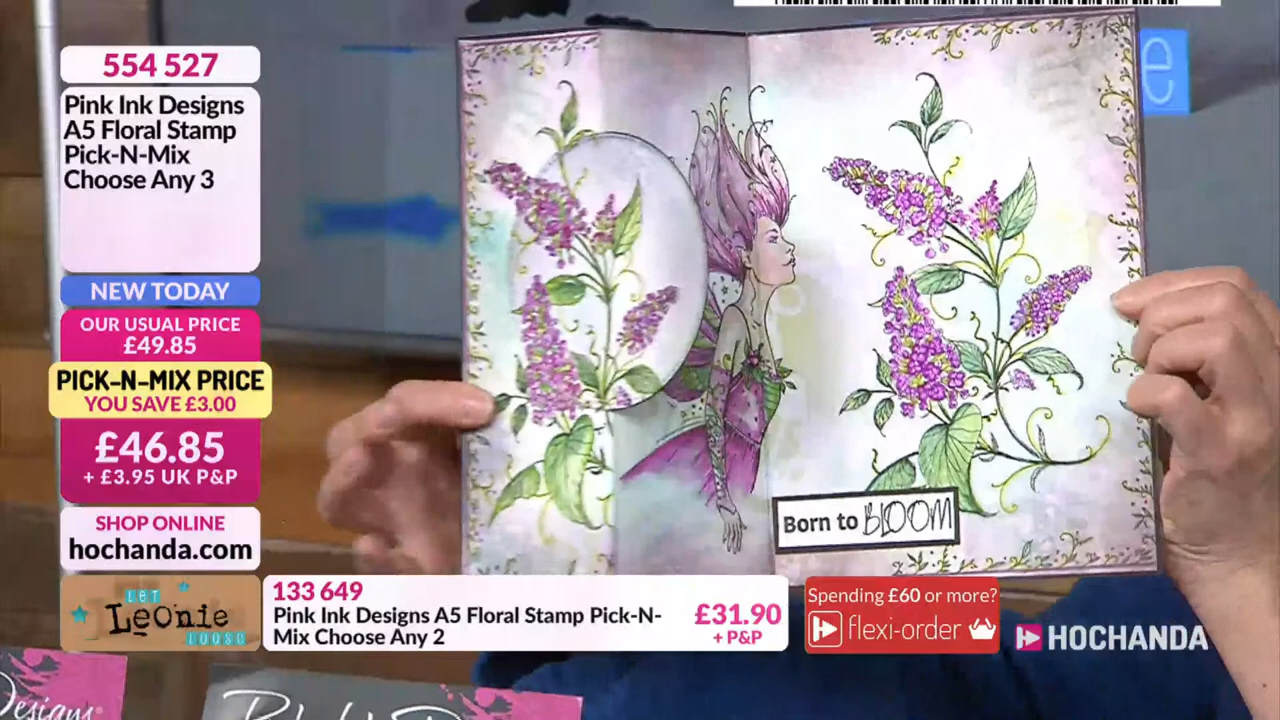 554 527
Pink Ink Designs
A5 Floral Stamp
Pick-N-Mix
Choose Any 3
NEW TODAY
OUR USUAL PRICE
£49.85
PICK-N-MIX PRICE
YOU SAVE £3.00
£46.85
+ £3.95 UK P&P
SHOP ONLINE
hochanda.com
LET
Leonie
LOOSE
133 649
Pink Ink Designs A5 Floral Stamp Pick-N-
Mix Choose Any 2
£31.90
+ P&P
Spending £60 or more?
flexi-order
HOCHANDA
Born to BLOOM
e
Designs